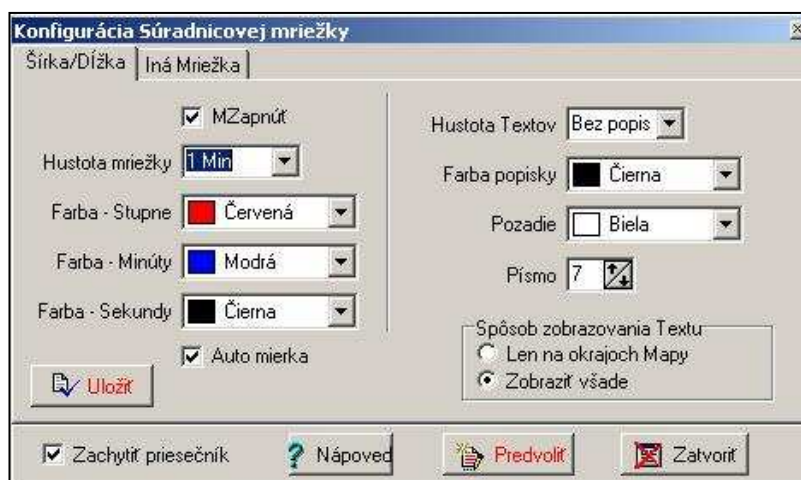 Konfigurácia Súradnicovej mriežky
Šírka/Dĺžka
Iná Mriežka
MZapnúť
Hustota mriežky 1 Min
Farba - Stupne Červená
Farba - Minúty Modrá
Farba - Sekundy Čierna
Auto mierka
Uložiť
Hustota Textov Bez popis
Farba popisky Čierna
Pozadie Biela
Písmo 7
Spôsob zobrazovania Textu
Len na okrajoch Mapy
Zobraziť všade
Zachytiť priesečník
? Nápoved
Predvoliť
Zatvoriť